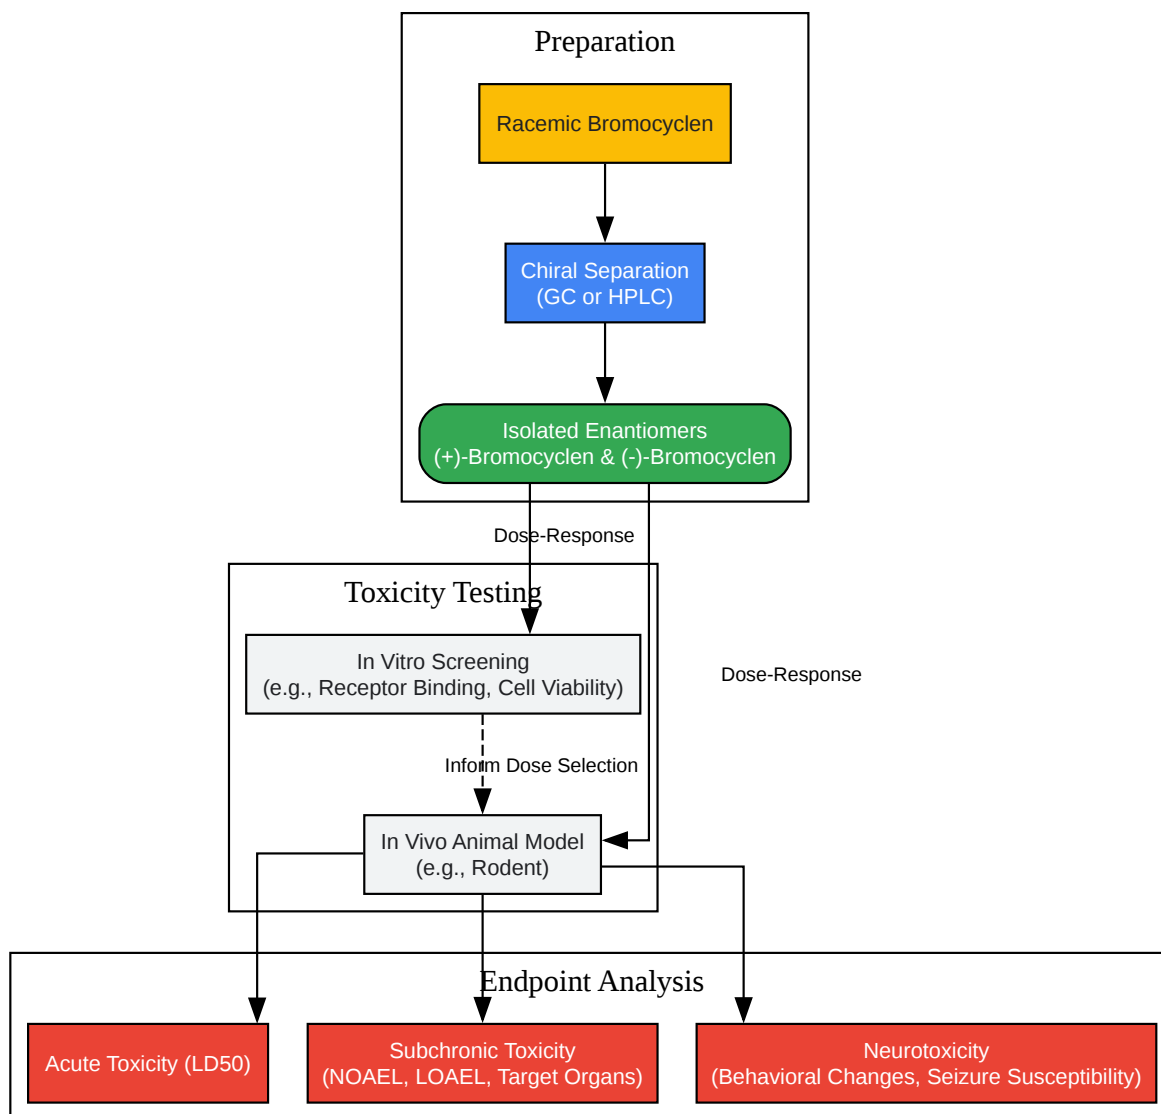 Preparation
Racemic Bromocyclen
Chiral Separation
(GC or HPLC)
Isolated Enantiomers
(+)-Bromocyclen & (-)-Bromocyclen
Dose-Response
Toxicity Testing
In Vitro Screening
(e.g., Receptor Binding, Cell Viability)
Dose-Response
Inform Dose Selection
In Vivo Animal Model
(e.g., Rodent)
Endpoint Analysis
Acute Toxicity (LD50)
Subchronic Toxicity
(NOAEL, LOAEL, Target Organs)
Neurotoxicity
(Behavioral Changes, Seizure Susceptibility)